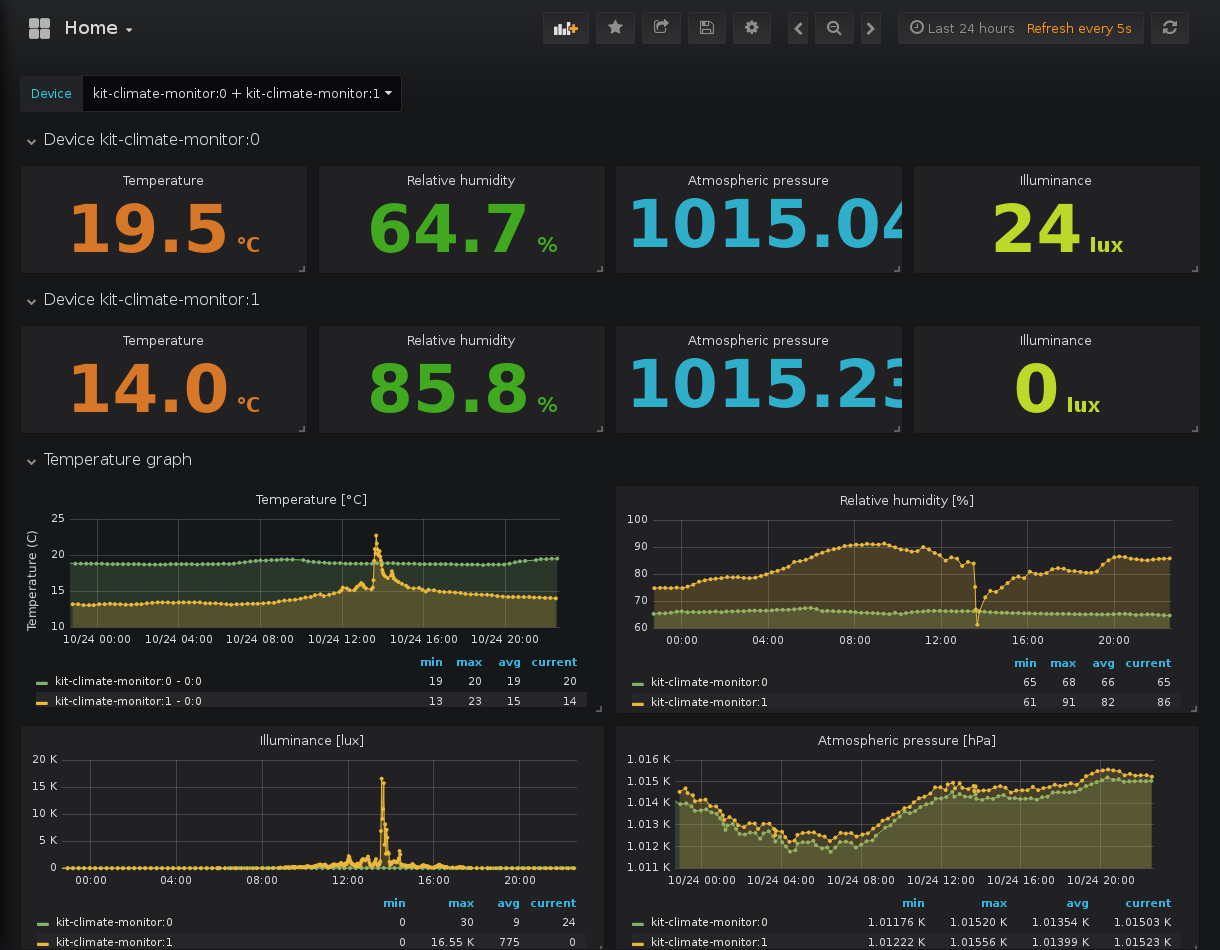 Home
Last 24 hours Refresh every 5s
Device kit-climate-monitor:0 + kit-climate-monitor:1
Device kit-climate-monitor:0
Temperature Relative humidity Atmospheric pressure Illuminance
19.5 °C 64.7 % 1015.04 24 lux
Device kit-climate-monitor:1
Temperature Relative humidity Atmospheric pressure Illuminance
14.0 °C 85.8 % 1015.23 0 lux
Temperature graph
Temperature [°C]
Temperature (C)
25
20
15
10
10/24 00:00 10/24 04:00 10/24 08:00 10/24 12:00 10/24 16:00 10/24 20:00
min max avg current
kit-climate-monitor:0 - 0:0 19 20 19 20
kit-climate-monitor:1 - 0:0 13 23 15 14
Relative humidity [%]
100
90
80
70
60
00:00 04:00 08:00 12:00 16:00 20:00
min max avg current
kit-climate-monitor:0 65 68 66 65
kit-climate-monitor:1 61 91 82 86
Illuminance [lux]
20 K
15 K
10 K
5 K
0
00:00 04:00 08:00 12:00 16:00 20:00
min max avg current
kit-climate-monitor:0 0 30 9 24
kit-climate-monitor:1 0 16.55 K 775 0
Atmospheric pressure [hPa]
1.016 K
1.015 K
1.014 K
1.013 K
1.012 K
1.011 K
10/24 00:00 10/24 04:00 10/24 08:00 10/24 12:00 10/24 16:00 10/24 20:00
min max avg current
kit-climate-monitor:0 1.01176 K 1.01520 K 1.01354 K 1.01503 K
kit-climate-monitor:1 1.01222 K 1.01556 K 1.01399 K 1.01523 K